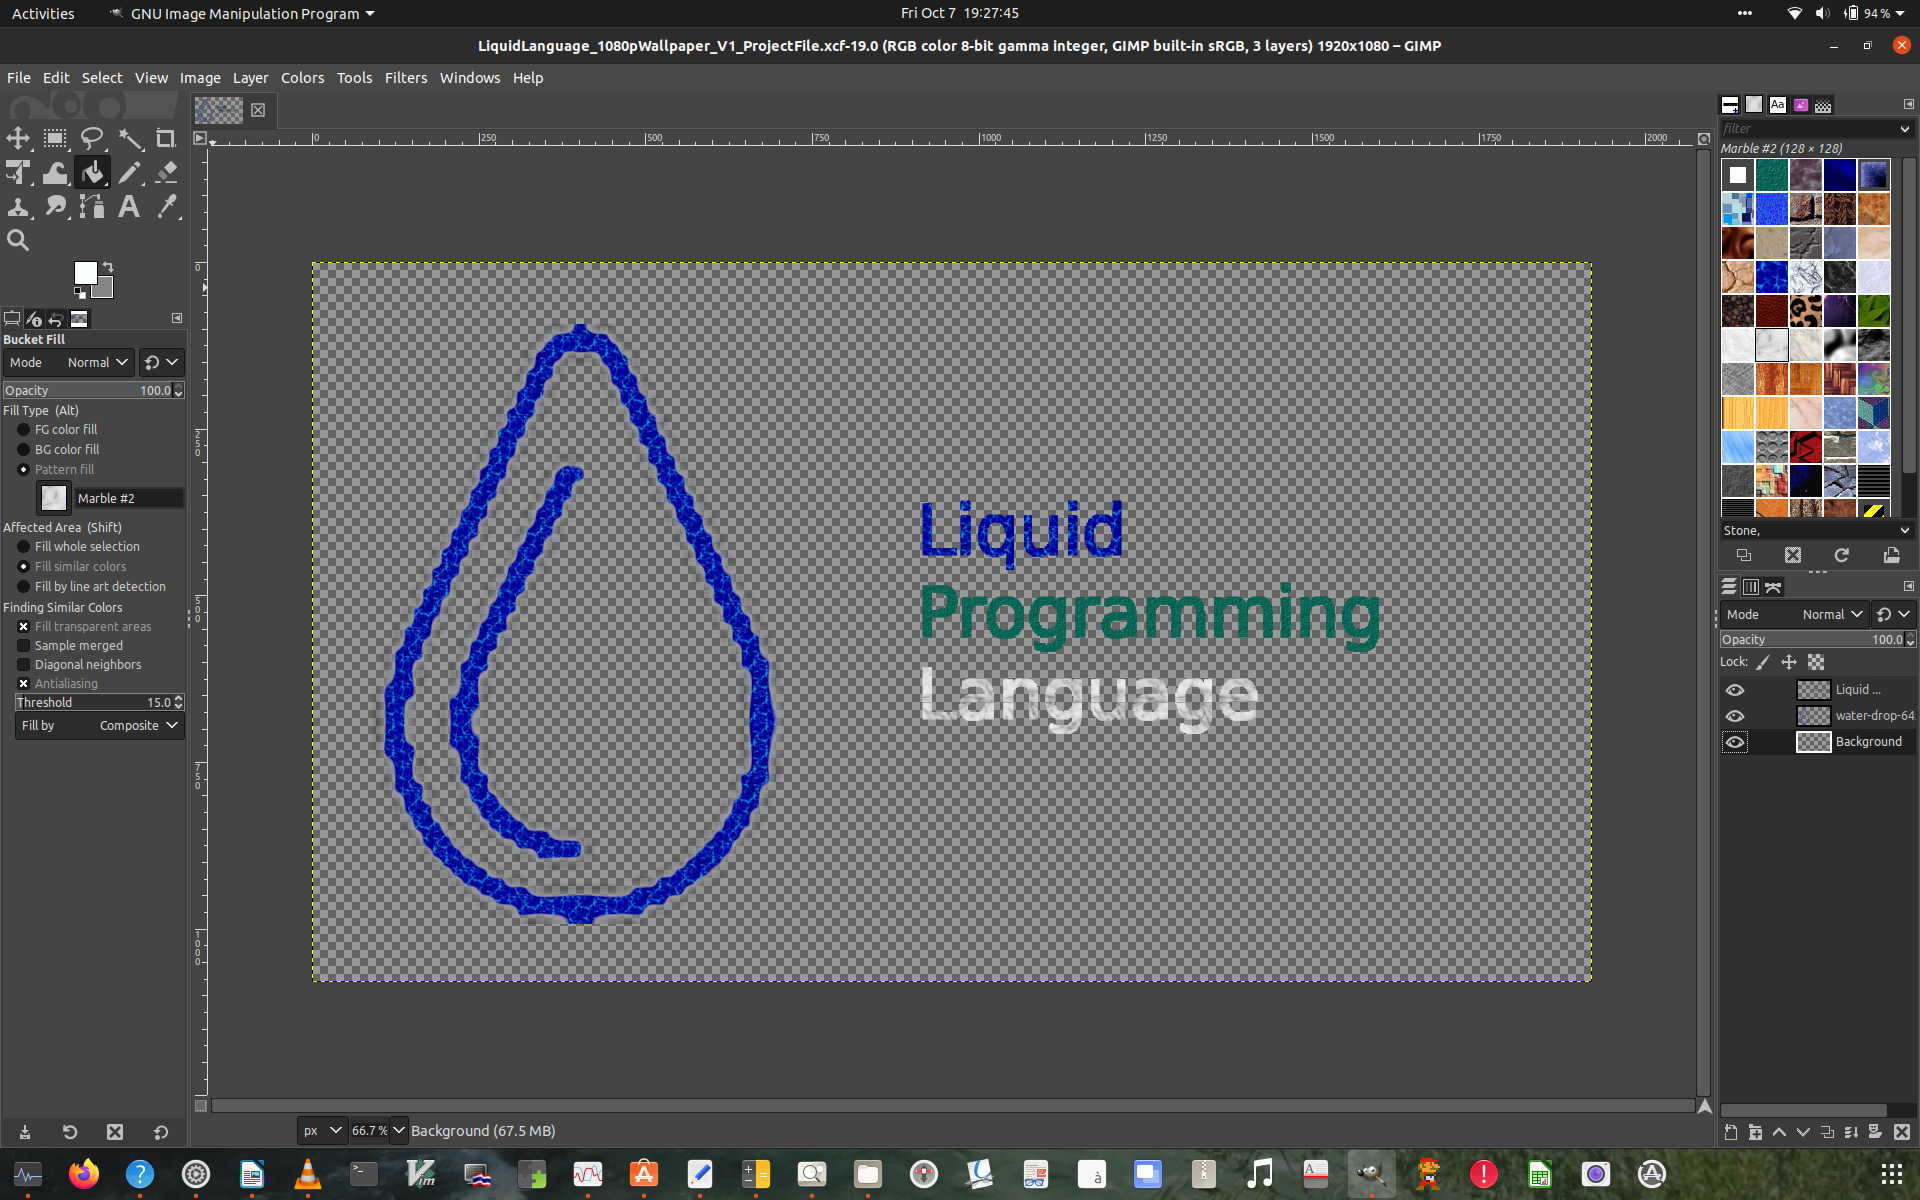 Activities
GNU Image Manipulation Program
Fri Oct 7 19:27:45
94%
LiquidLanguage_1080pWallpaper_V1_ProjectFile.xcf-19.0 (RGB color 8-bit gamma integer, GIMP built-in sRGB, 3 layers) 1920x1080 – GIMP
File Edit Select View Image Layer Colors Tools Filters Windows Help
0 250 500 750 1000 1250 1500 1750 2000
Aa
filter
Marble #2 (128 × 128)
0
250
500
750
1000
Bucket Fill
Mode Normal
Opacity 100.0
Fill Type (Alt)
FG color fill
BG color fill
Pattern fill
Marble #2
Affected Area (Shift)
Fill whole selection
Fill similar colors
Fill by line art detection
Finding Similar Colors
Fill transparent areas
Sample merged
Diagonal neighbors
Antialiasing
Threshold 15.0
Fill by Composite
Liquid
Programming
Language
Stone,
Mode Normal
Opacity 100.0
Lock:
Liquid ...
water-drop-64
Background
px 66.7 % Background (67.5 MB)